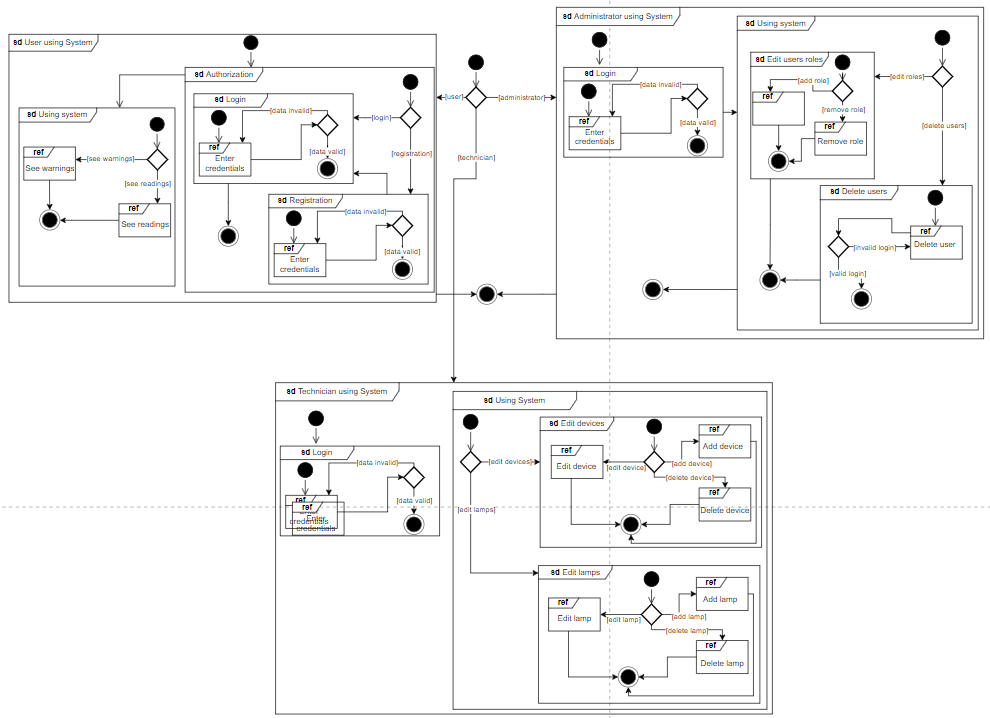 sd User using System
sd Authorization
sd Login
[data invalid]
ref
Enter
credentials
[data valid]
[login]
[registration]
sd Registration
[data invalid]
ref
Enter
credentials
[data valid]
sd Using system
ref
See warnings
[see warnings]
[see readings]
ref
See readings
[user]
[administrator]
[technician]
sd Administrator using System
sd Login
[data invalid]
ref
Enter
credentials
[data valid]
sd Using system
sd Edit users roles
[add role]
ref
[remove role]
ref
Remove role
[edit roles]
[delete users]
sd Delete users
ref
Delete user
[invalid login]
[valid login]
sd Technician using System
sd Login
[data invalid]
ref
ref
Enter
credentials
credentials
[data valid]
sd Using System
[edit devices]
[edit lamps]
sd Edit devices
ref
Edit device
[edit device]
ref
Add device
[add device]
[delete device]
ref
Delete device
sd Edit lamps
ref
Edit lamp
[edit lamp]
ref
Add lamp
[add lamp]
[delete lamp]
ref
Delete lamp